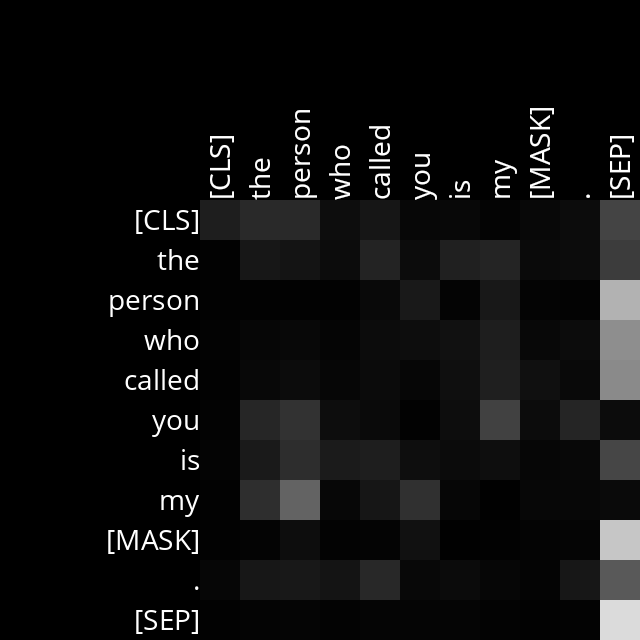 [CLS] the person who called you is my [MASK] . [SEP]
[CLS]
the
person
who
called
you
is
my
[MASK]
.
[SEP]